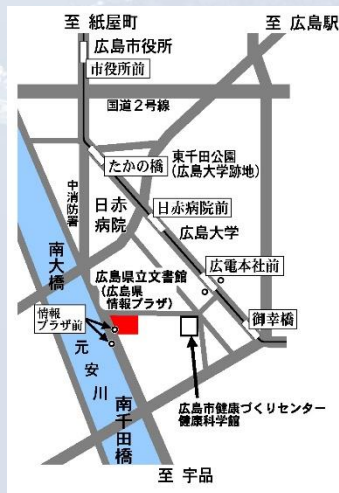 至 紙屋町
至 広島駅
広島市役所
市役所前
国道2号線
たかの橋
東千田公園
(広島大学跡地)
中消防署
日赤
病院
日赤病院前
広島大学
南大橋
広島県立文書館
(広島県
情報プラザ)
広電本社前
情報
プラザ前
御幸橋
元安川
南千田橋
広島市健康づくりセンター
健康科学館
至 宇品